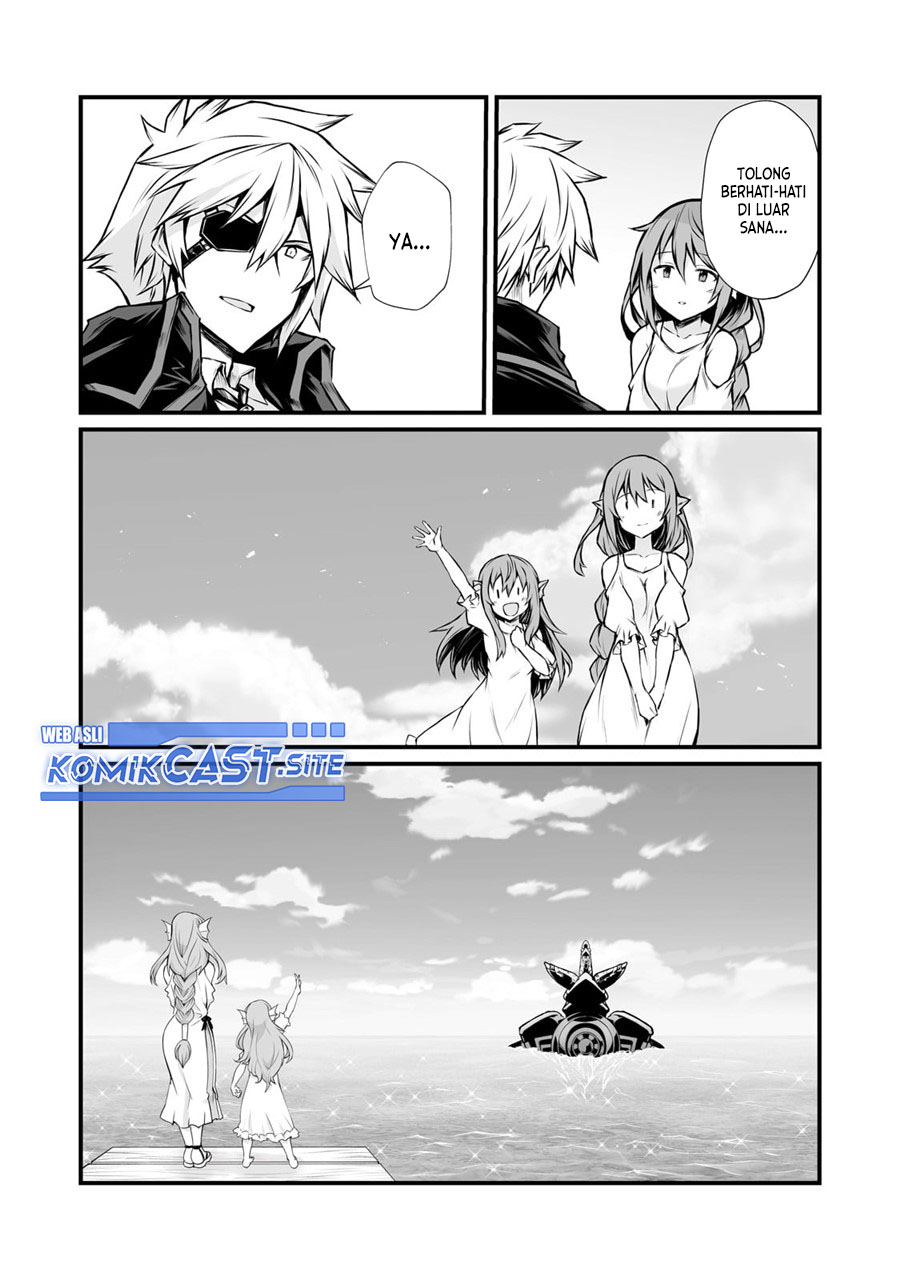 TOLONG
BERHATI-HATI
DI LUAR
SANA...
YA...
WEB ASLI
KOMIKCAST.SITE